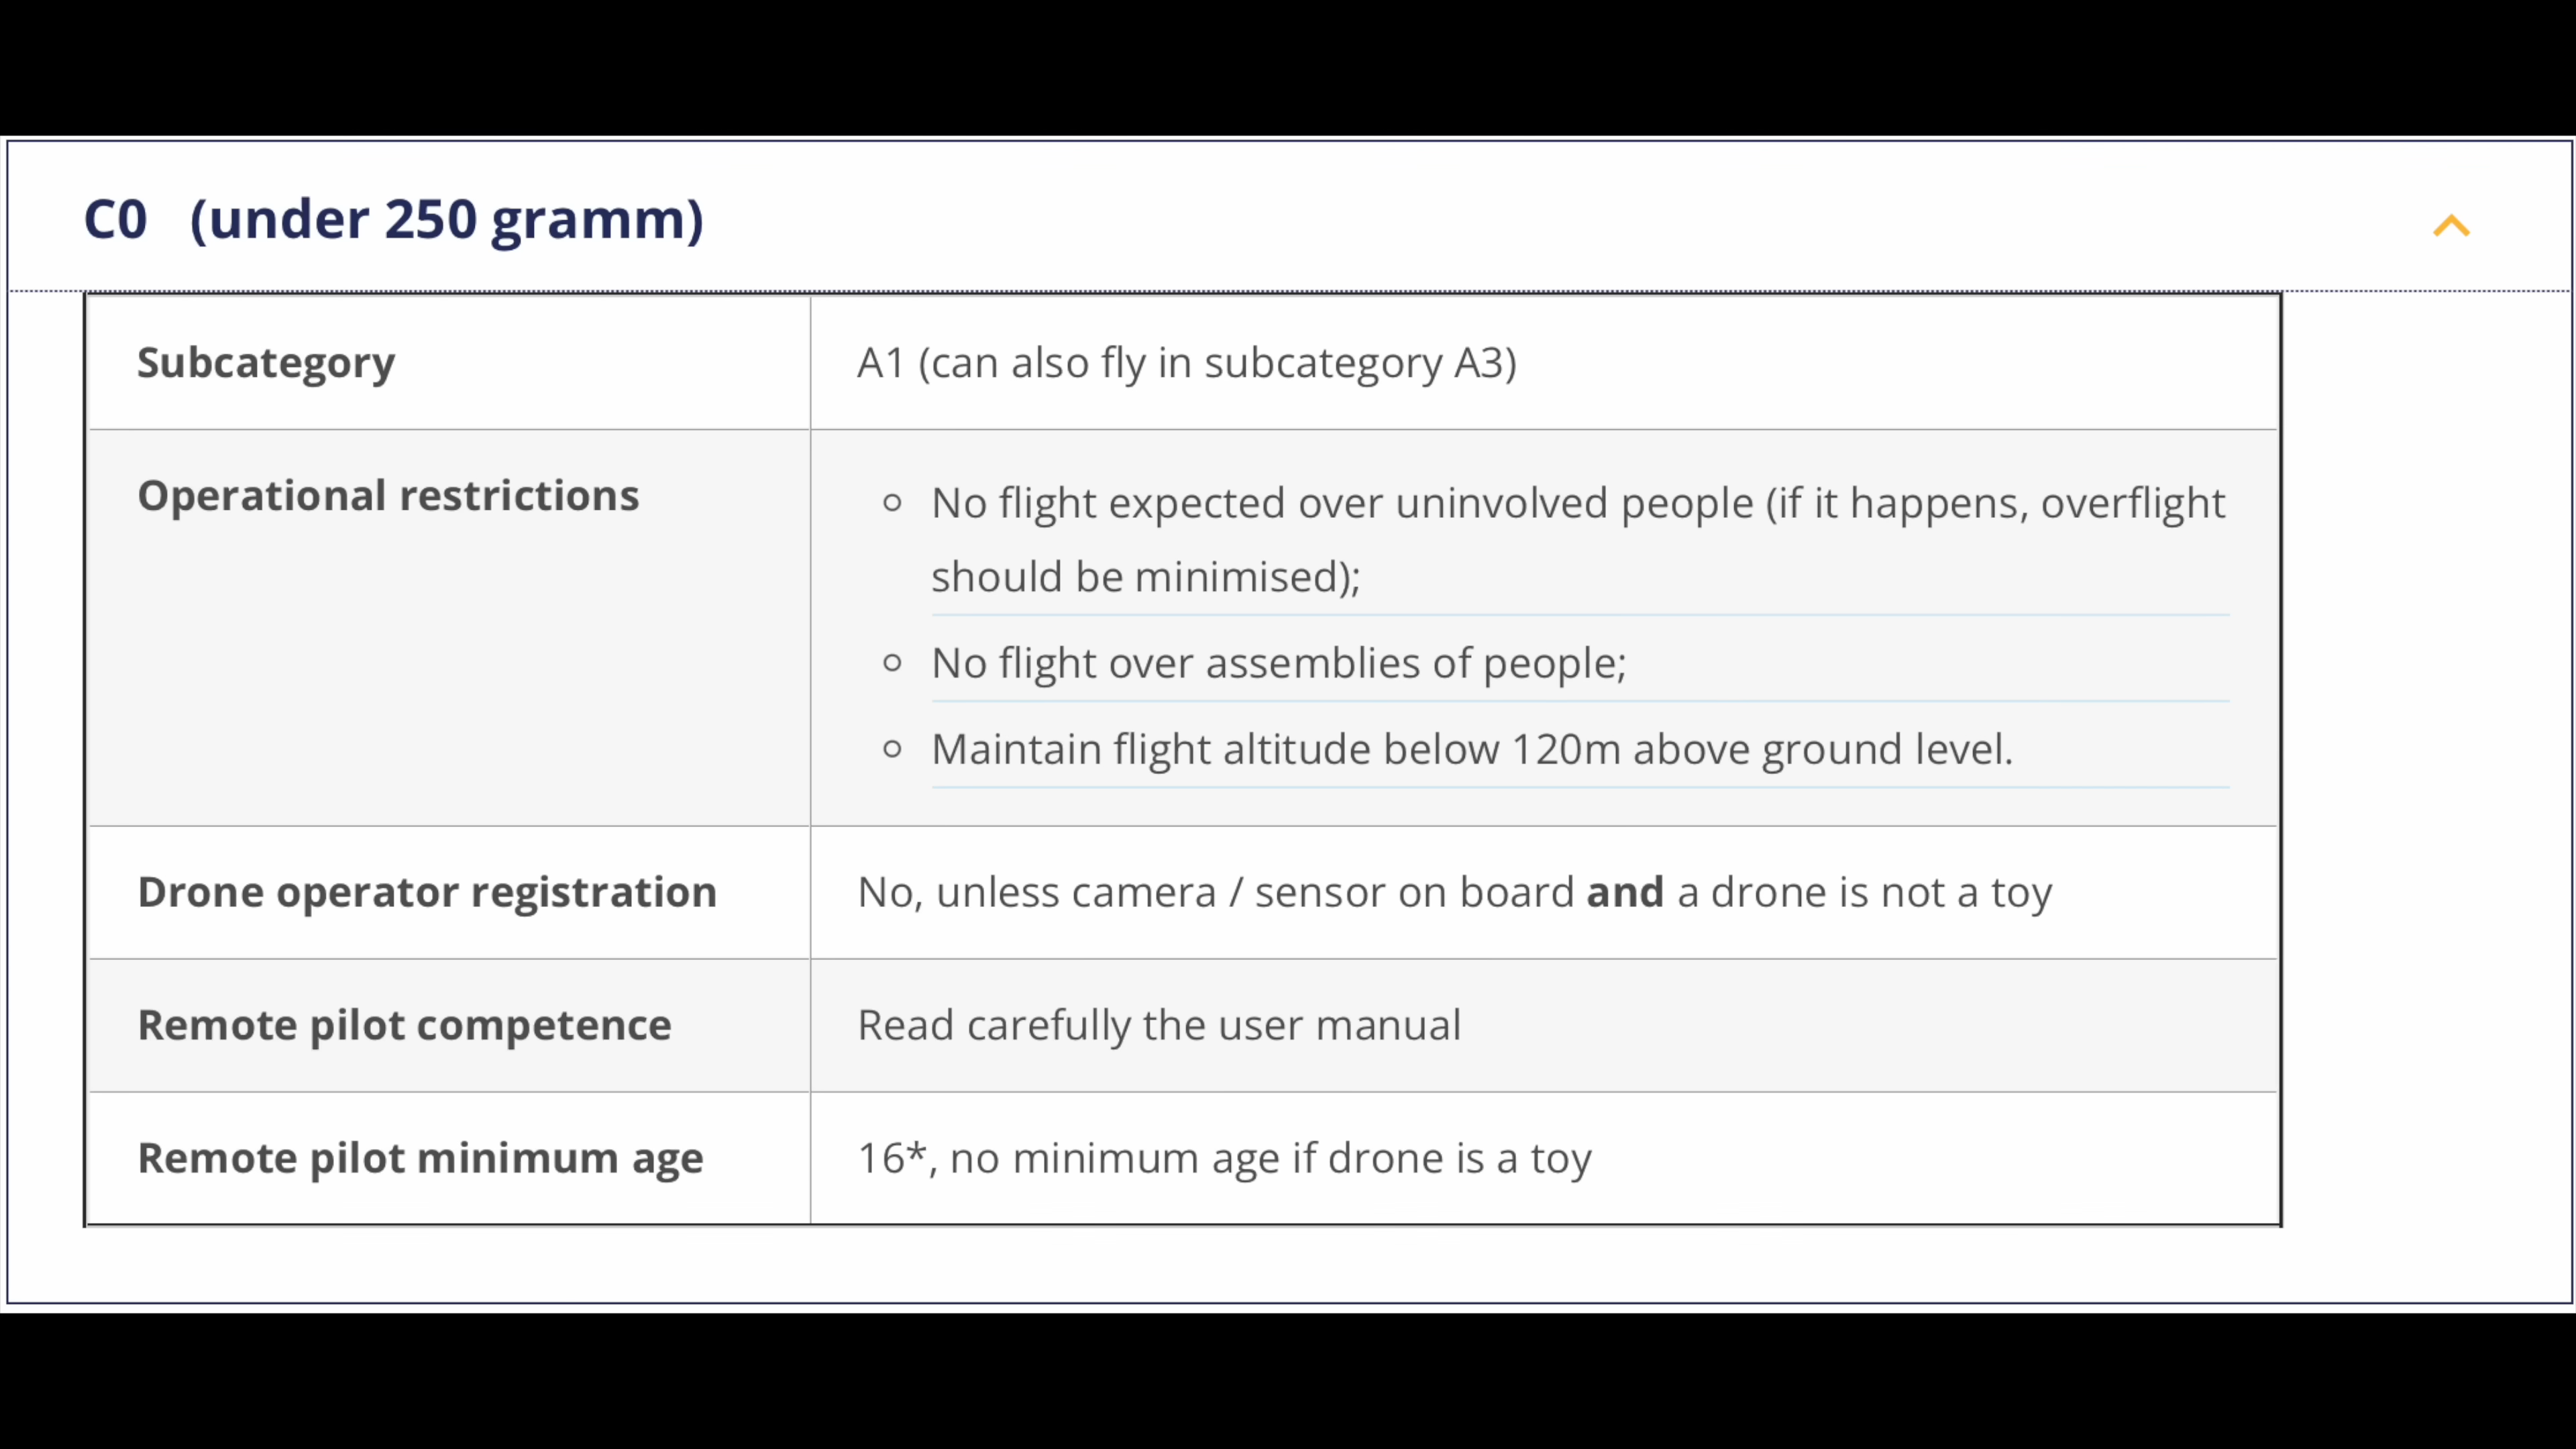 C0 (under 250 gramm)
Subcategory
A1 (can also fly in subcategory A3)
Operational restrictions
No flight expected over uninvolved people (if it happens, overflight
should be minimised);
No flight over assemblies of people;
Maintain flight altitude below 120m above ground level.
Drone operator registration
No, unless camera / sensor on board and a drone is not a toy
Remote pilot competence
Read carefully the user manual
Remote pilot minimum age
16*, no minimum age if drone is a toy